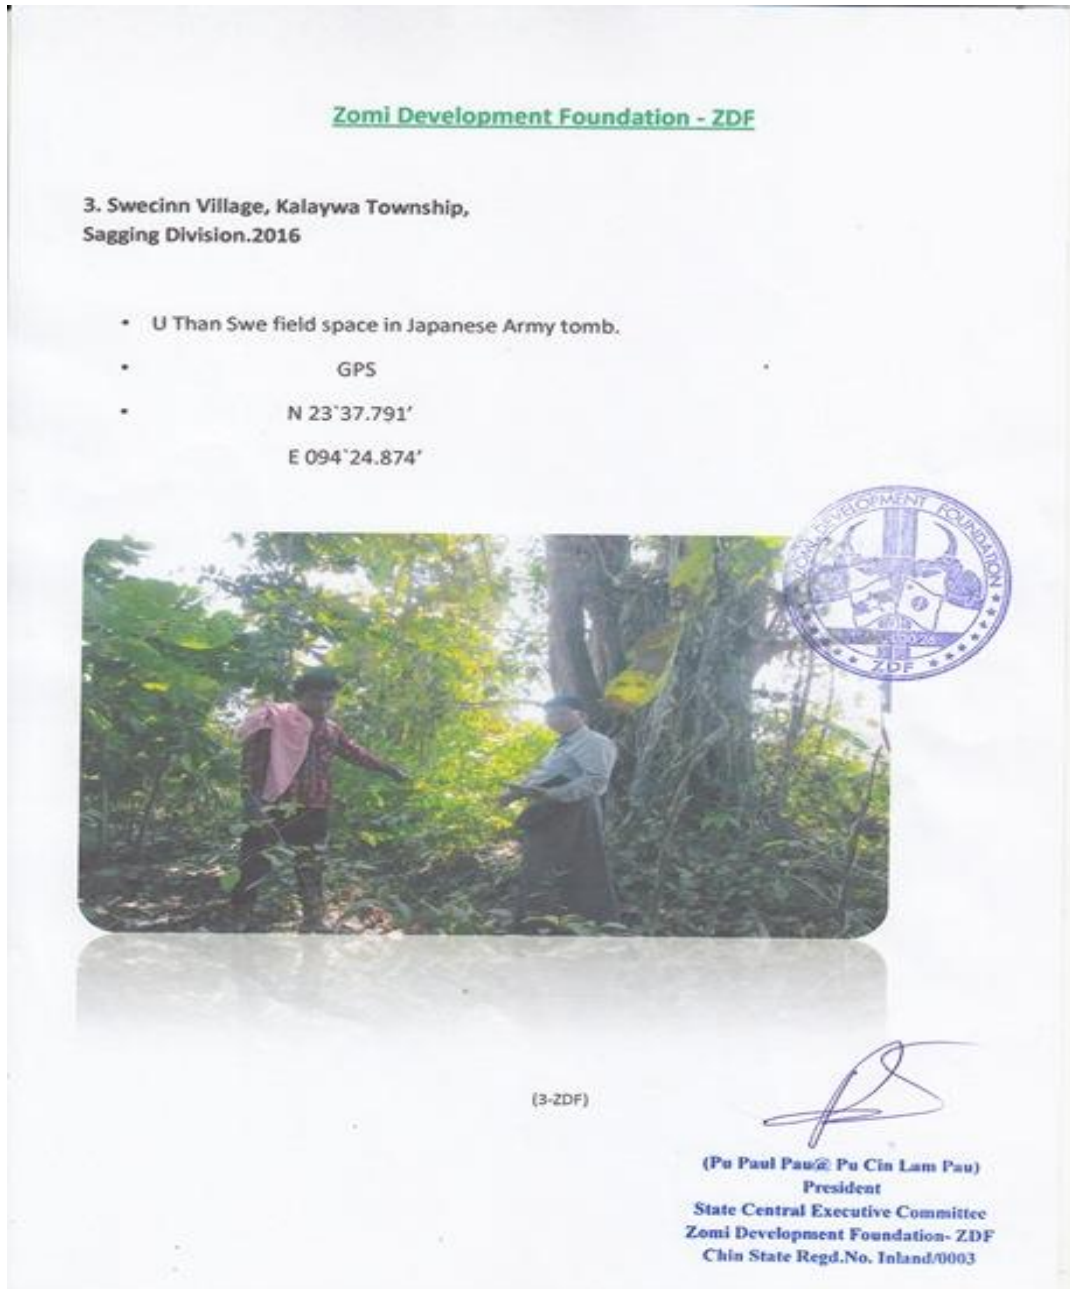 Zomi Development Foundation - ZDF
3. Swecinn Village, Kalaywa Township,
Sagging Division.2016
• U Than Swe field space in Japanese Army tomb.
• GPS
• N 23˚37.791’
E 094˚24.874’
DEVELOPMENT FOUNDATION
ZDF
(3-ZDF)
(Pu Paul Pau@ Pu Cin Lam Pau)
President
State Central Executive Committee
Zomi Development Foundation- ZDF
Chin State Regd.No. Inland/0003